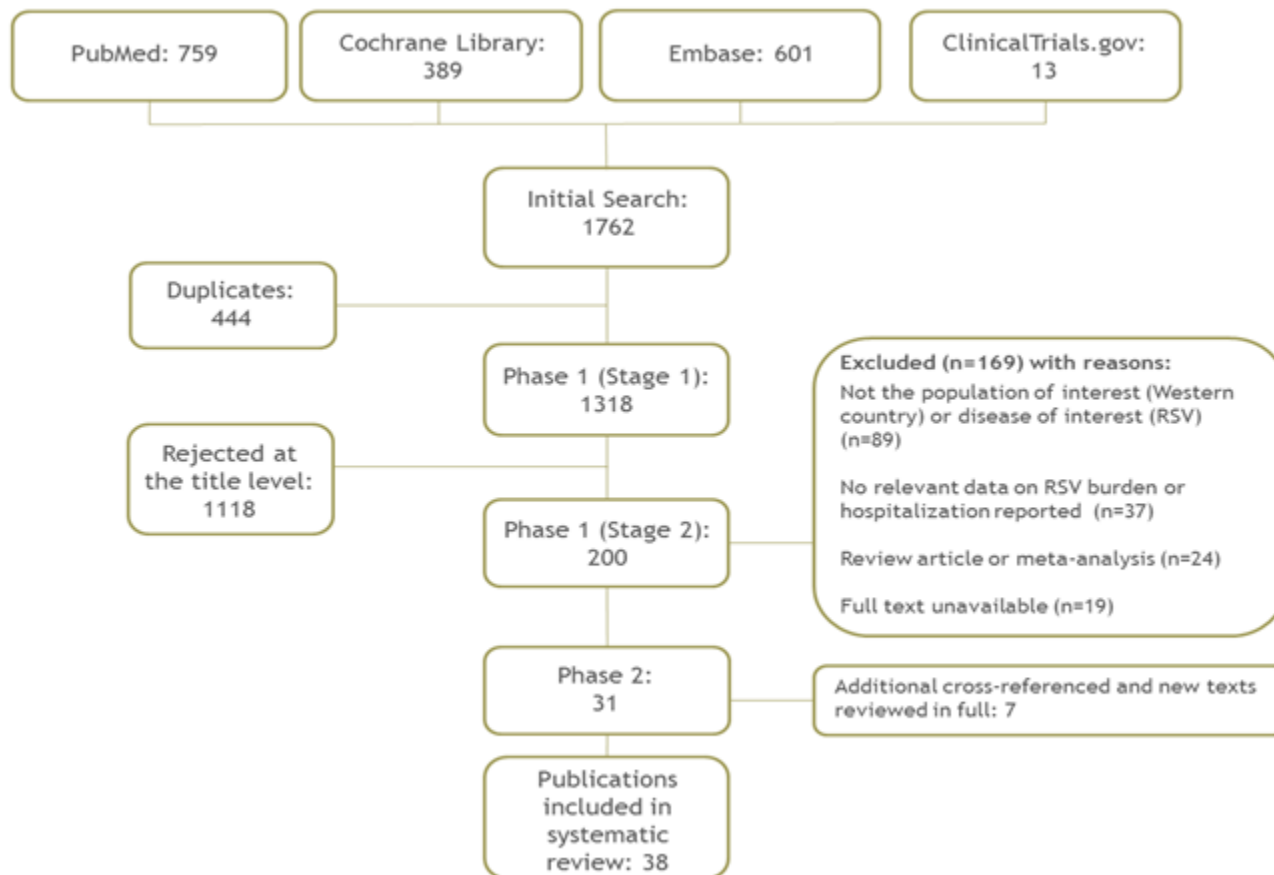 PubMed: 759
Cochrane Library:
389
Embase: 601
ClinicalTrials.gov:
13
Initial Search:
1762
Duplicates:
444
Phase 1 (Stage 1):
1318
Rejected at
the title level:
1118
Phase 1 (Stage 2):
200
Excluded (n=169) with reasons:
Not the population of interest (Western
country) or disease of interest (RSV)
(n=89)
No relevant data on RSV burden or
hospitalization reported (n=37)
Review article or meta-analysis (n=24)
Full text unavailable (n=19)
Phase 2:
31
Additional cross-referenced and new texts
reviewed in full: 7
Publications
included in
systematic
review: 38